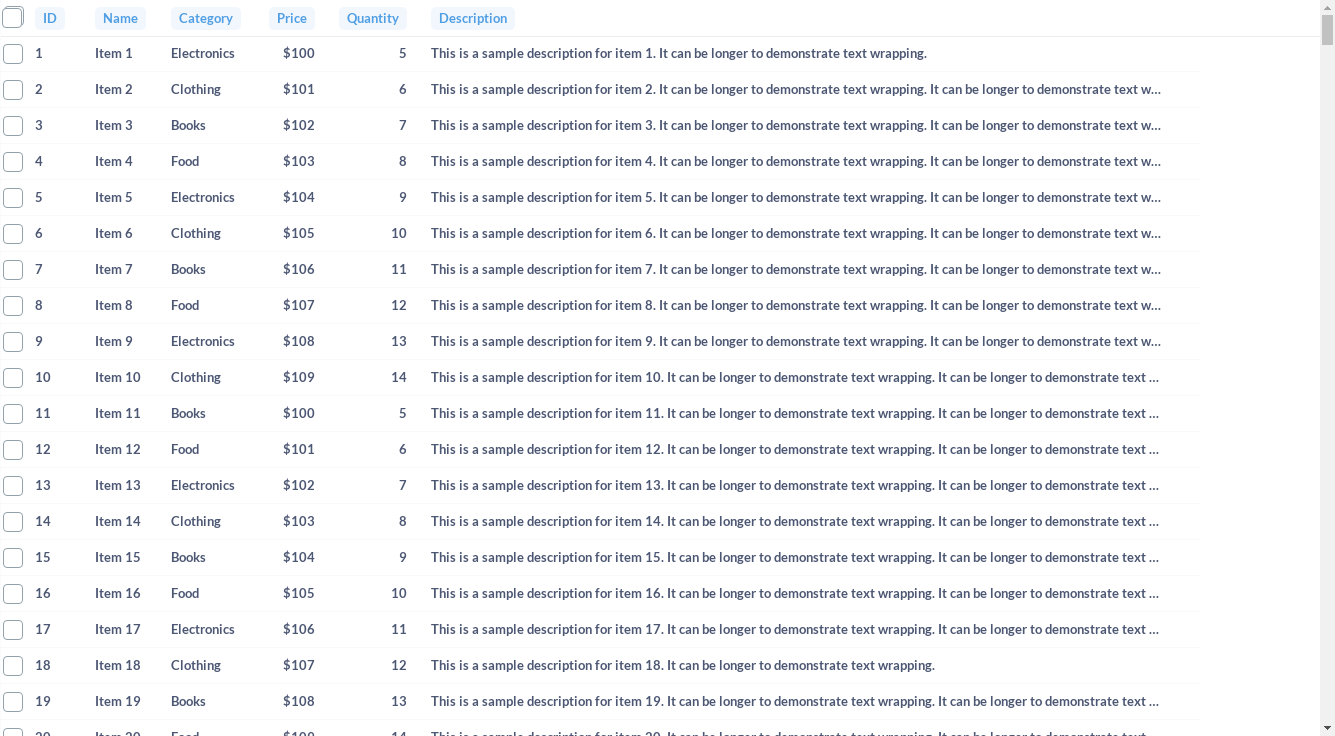 ID Name Category Price Quantity Description
1 Item 1 Electronics $100 5 This is a sample description for item 1. It can be longer to demonstrate text wrapping.
2 Item 2 Clothing $101 6 This is a sample description for item 2. It can be longer to demonstrate text wrapping. It can be longer to demonstrate text w…
3 Item 3 Books $102 7 This is a sample description for item 3. It can be longer to demonstrate text wrapping. It can be longer to demonstrate text w…
4 Item 4 Food $103 8 This is a sample description for item 4. It can be longer to demonstrate text wrapping. It can be longer to demonstrate text w…
5 Item 5 Electronics $104 9 This is a sample description for item 5. It can be longer to demonstrate text wrapping. It can be longer to demonstrate text w…
6 Item 6 Clothing $105 10 This is a sample description for item 6. It can be longer to demonstrate text wrapping. It can be longer to demonstrate text w…
7 Item 7 Books $106 11 This is a sample description for item 7. It can be longer to demonstrate text wrapping. It can be longer to demonstrate text w…
8 Item 8 Food $107 12 This is a sample description for item 8. It can be longer to demonstrate text wrapping. It can be longer to demonstrate text w…
9 Item 9 Electronics $108 13 This is a sample description for item 9. It can be longer to demonstrate text wrapping. It can be longer to demonstrate text w…
10 Item 10 Clothing $109 14 This is a sample description for item 10. It can be longer to demonstrate text wrapping. It can be longer to demonstrate text …
11 Item 11 Books $100 5 This is a sample description for item 11. It can be longer to demonstrate text wrapping. It can be longer to demonstrate text …
12 Item 12 Food $101 6 This is a sample description for item 12. It can be longer to demonstrate text wrapping. It can be longer to demonstrate text …
13 Item 13 Electronics $102 7 This is a sample description for item 13. It can be longer to demonstrate text wrapping. It can be longer to demonstrate text …
14 Item 14 Clothing $103 8 This is a sample description for item 14. It can be longer to demonstrate text wrapping. It can be longer to demonstrate text …
15 Item 15 Books $104 9 This is a sample description for item 15. It can be longer to demonstrate text wrapping. It can be longer to demonstrate text …
16 Item 16 Food $105 10 This is a sample description for item 16. It can be longer to demonstrate text wrapping. It can be longer to demonstrate text …
17 Item 17 Electronics $106 11 This is a sample description for item 17. It can be longer to demonstrate text wrapping. It can be longer to demonstrate text …
18 Item 18 Clothing $107 12 This is a sample description for item 18. It can be longer to demonstrate text wrapping.
19 Item 19 Books $108 13 This is a sample description for item 19. It can be longer to demonstrate text wrapping. It can be longer to demonstrate text …